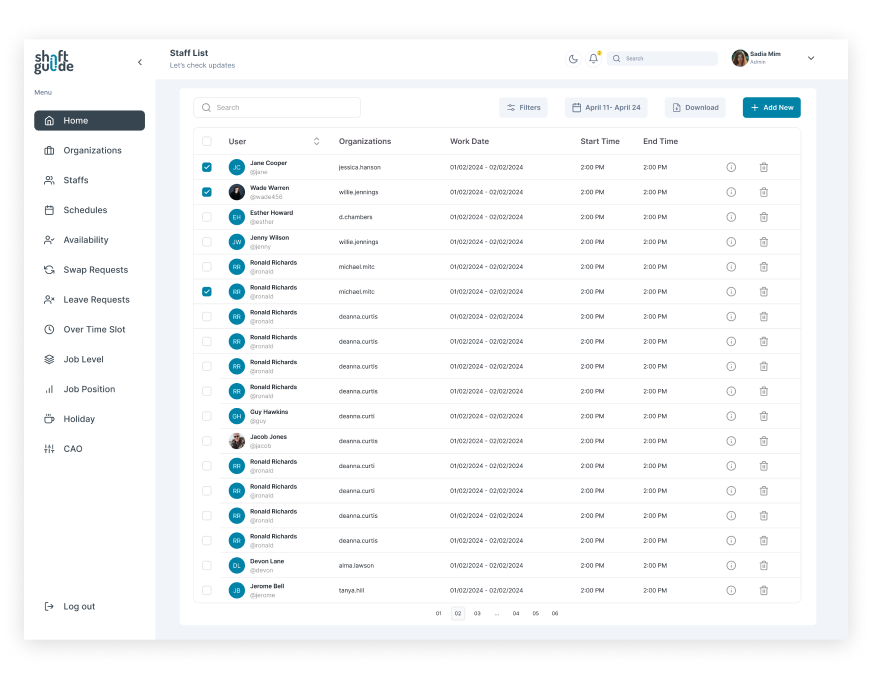 shift
guide
Menu
Home
Organizations
Staffs
Schedules
Availability
Swap Requests
Leave Requests
Over Time Slot
Job Level
Job Position
Holiday
CAO
Log out
Staff List
Let's check updates
Search
Sadia Mim
Admin
Search
Filters
April 11- April 24
Download
Add New
User Organizations Work Date Start Time End Time
JC Jane Cooper @jane jessica.hanson 01/02/2024 - 02/02/2024 2:00 PM 2:00 PM
Wade Warren @wade456 willie.jennings 01/02/2024 - 02/02/2024 2:00 PM 2:00 PM
EH Esther Howard @esther d.chambers 01/02/2024 - 02/02/2024 2:00 PM 2:00 PM
JW Jenny Wilson @jenny willie.jennings 01/02/2024 - 02/02/2024 2:00 PM 2:00 PM
RR Ronald Richards @ronald michael.mitc 01/02/2024 - 02/02/2024 2:00 PM 2:00 PM
RR Ronald Richards @ronald michael.mitc 01/02/2024 - 02/02/2024 2:00 PM 2:00 PM
RR Ronald Richards @ronald deanna.curtis 01/02/2024 - 02/02/2024 2:00 PM 2:00 PM
RR Ronald Richards @ronald deanna.curtis 01/02/2024 - 02/02/2024 2:00 PM 2:00 PM
RR Ronald Richards @ronald deanna.curtis 01/02/2024 - 02/02/2024 2:00 PM 2:00 PM
RR Ronald Richards @ronald deanna.curtis 01/02/2024 - 02/02/2024 2:00 PM 2:00 PM
GH Guy Hawkins @guy deanna.curti 01/02/2024 - 02/02/2024 2:00 PM 2:00 PM
Jacob Jones @jacob deanna.curtis 01/02/2024 - 02/02/2024 2:00 PM 2:00 PM
RR Ronald Richards @ronald deanna.curti 01/02/2024 - 02/02/2024 2:00 PM 2:00 PM
RR Ronald Richards @ronald deanna.curti 01/02/2024 - 02/02/2024 2:00 PM 2:00 PM
RR Ronald Richards @ronald deanna.curtis 01/02/2024 - 02/02/2024 2:00 PM 2:00 PM
RR Ronald Richards @ronald deanna.curtis 01/02/2024 - 02/02/2024 2:00 PM 2:00 PM
DL Devon Lane @devon alma.lawson 01/02/2024 - 02/02/2024 2:00 PM 2:00 PM
JB Jerome Bell @jerome tanya.hill 01/02/2024 - 02/02/2024 2:00 PM 2:00 PM
01 02 03 ... 04 05 06